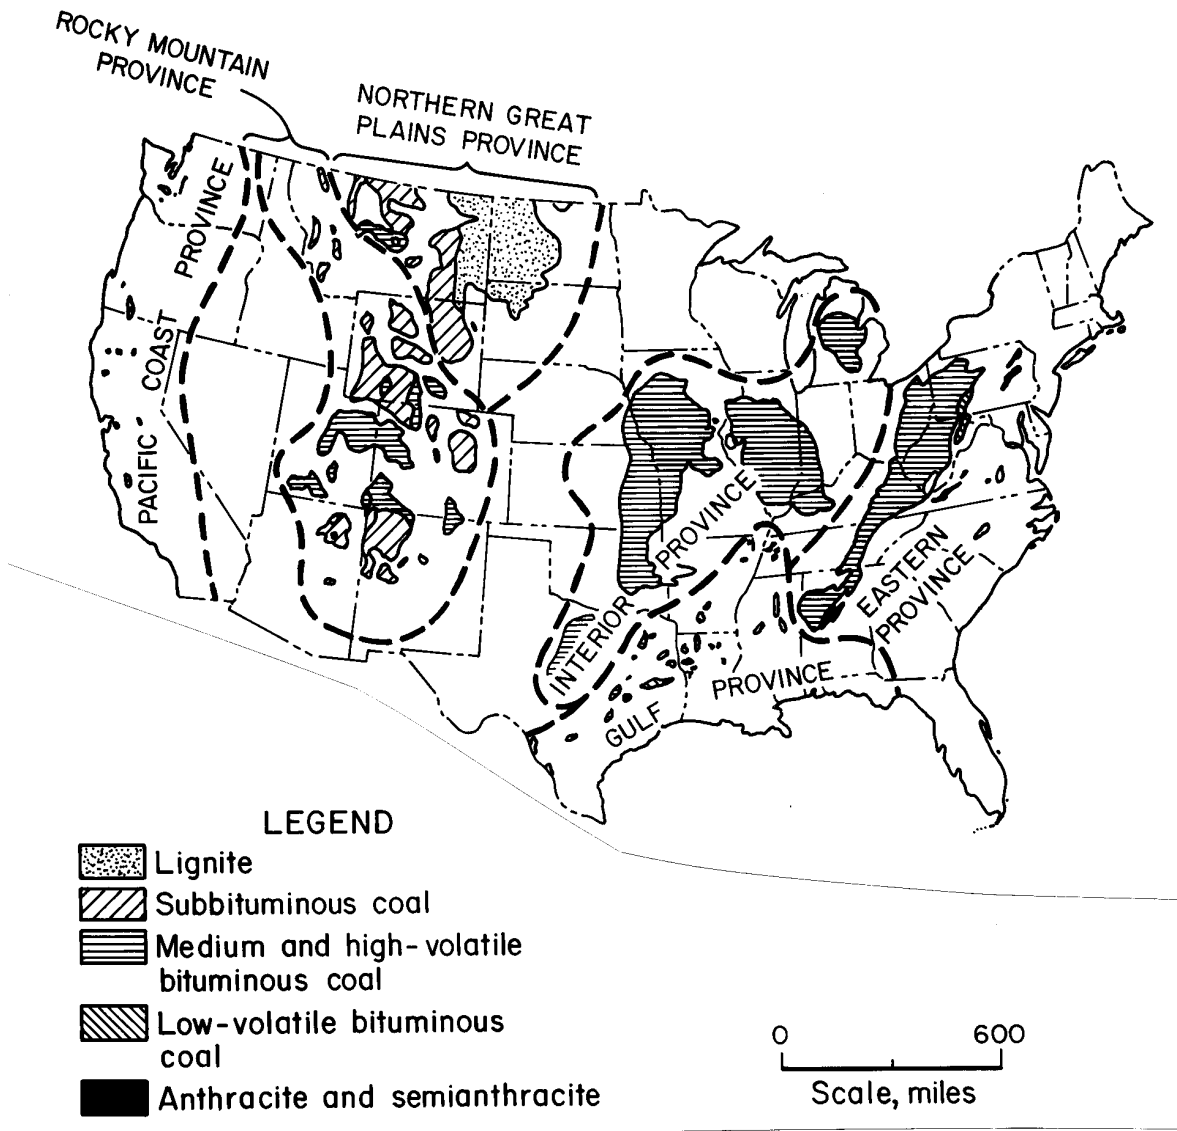 ROCKY MOUNTAIN
PROVINCE
NORTHERN GREAT
PLAINS PROVINCE
PACIFIC COAST PROVINCE
INTERIOR PROVINCE
EASTERN
PROVINCE
GULF PROVINCE
LEGEND
Lignite
Subbituminous coal
Medium and high-volatile
bituminous coal
Low-volatile bituminous
coal
Anthracite and semianthracite
0 600
Scale, miles